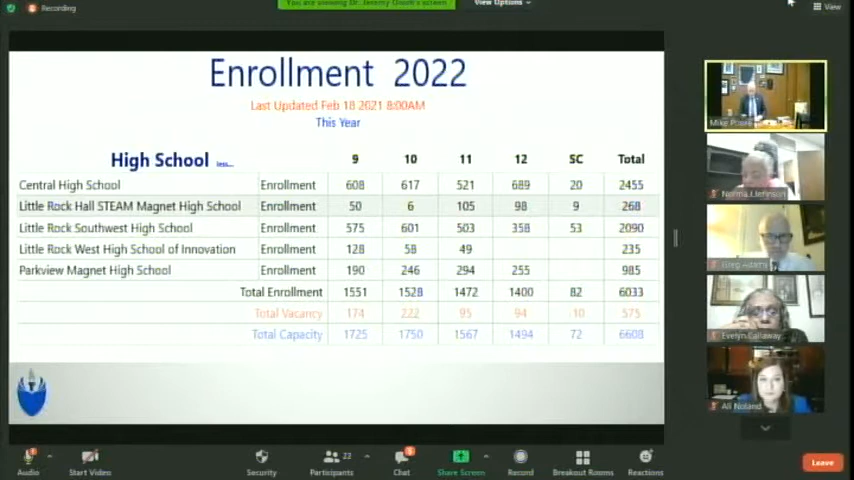 Recording
You are viewing Dr. Jeremy Owoh's screen
View Options
View
Enrollment 2022
Last Updated Feb 18 2021 8:00AM
This Year
High School less... 9 10 11 12 SC Total
Central High School Enrollment 608 617 521 689 20 2455
Little Rock Hall STEAM Magnet High School Enrollment 50 6 105 98 9 268
Little Rock Southwest High School Enrollment 575 601 503 358 53 2090
Little Rock West High School of Innovation Enrollment 128 58 49 235
Parkview Magnet High School Enrollment 190 246 294 255 985
Total Enrollment 1551 1528 1472 1400 82 6033
Total Vacancy 174 222 95 94 -10 575
Total Capacity 1725 1750 1567 1494 72 6608
Mike Poore
Norma J Johnson
Greg Adams
Evelyn Callaway
Ali Noland
Audio
Start Video
Security
Participants 22
Chat
Share Screen
Record
Breakout Rooms
Reactions
Leave